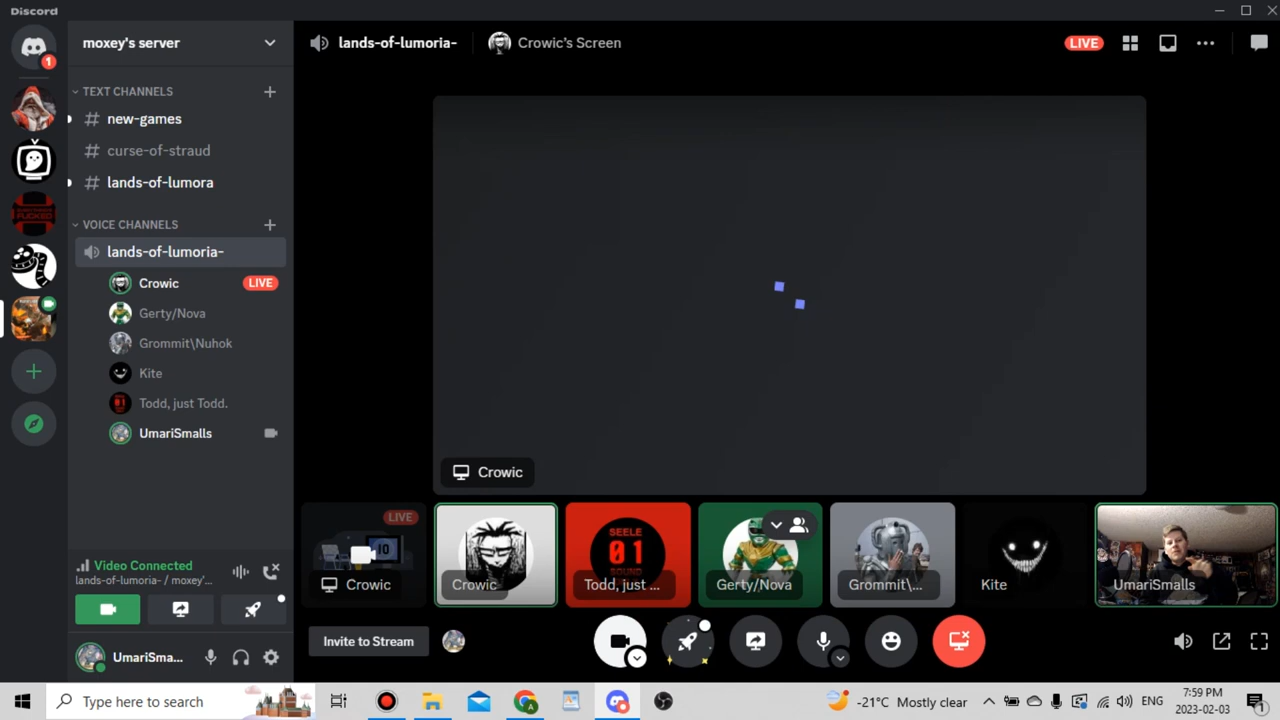 Discord
moxey's server
lands-of-lumoria-
Crowic's Screen
LIVE
1
TEXT CHANNELS
new-games
curse-of-straud
lands-of-lumora
VOICE CHANNELS
lands-of-lumoria-
Crowic
LIVE
Gerty/Nova
Grommit\Nuhok
Kite
Todd, just Todd.
UmariSmalls
Crowic
LIVE
Crowic
Crowic
SEELE
01
SOUND
Todd, just ...
Gerty/Nova
Grommit\...
Kite
UmariSmalls
Video Connected
lands-of-lumoria- / moxey'...
Invite to Stream
UmariSma...
Type here to search
-21°C Mostly clear
ENG
7:59 PM
2023-02-03
1